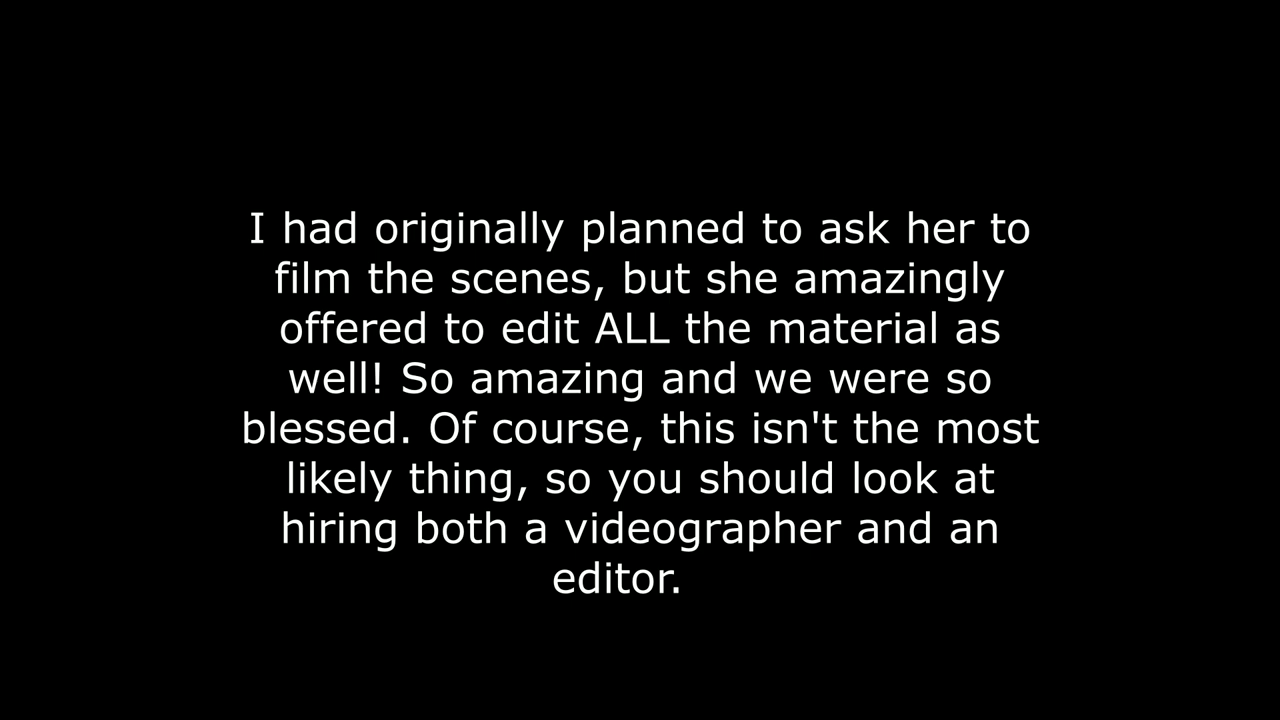 I had originally planned to ask her to
film the scenes, but she amazingly
offered to edit ALL the material as
well! So amazing and we were so
blessed. Of course, this isn't the most
likely thing, so you should look at
hiring both a videographer and an
editor.